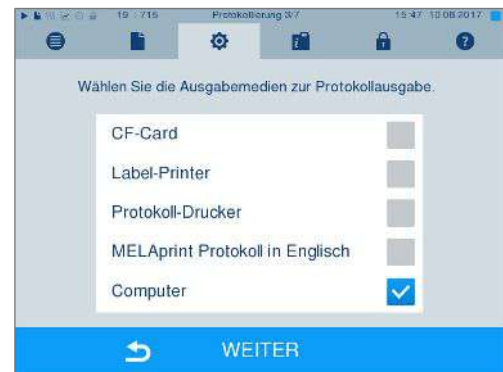 19 : 715 Protokollierung 3/7 15:47 10.08.2017
Wählen Sie die Ausgabemedien zur Protokollausgabe.
CF-Card
Label-Printer
Protokoll-Drucker
MELAprint Protokoll in Englisch
Computer
WEITER